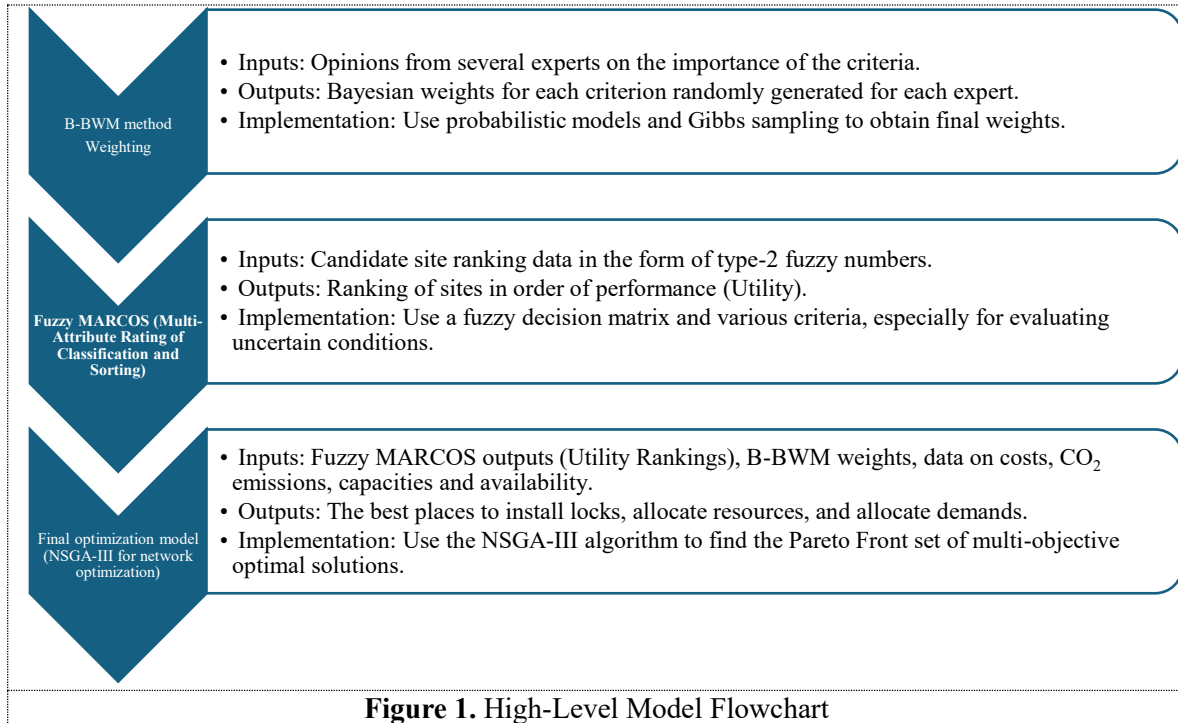 B-BWM method
Weighting
• Inputs: Opinions from several experts on the importance of the criteria.
• Outputs: Bayesian weights for each criterion randomly generated for each expert.
• Implementation: Use probabilistic models and Gibbs sampling to obtain final weights.
Fuzzy MARCOS (Multi-
Attribute Rating of
Classification and
Sorting)
• Inputs: Candidate site ranking data in the form of type-2 fuzzy numbers.
• Outputs: Ranking of sites in order of performance (Utility).
• Implementation: Use a fuzzy decision matrix and various criteria, especially for evaluating
uncertain conditions.
Final optimization model
(NSGA-III for network
optimization)
• Inputs: Fuzzy MARCOS outputs (Utility Rankings), B-BWM weights, data on costs, CO₂
emissions, capacities and availability.
• Outputs: The best places to install locks, allocate resources, and allocate demands.
• Implementation: Use the NSGA-III algorithm to find the Pareto Front set of multi-objective
optimal solutions.
Figure 1. High-Level Model Flowchart